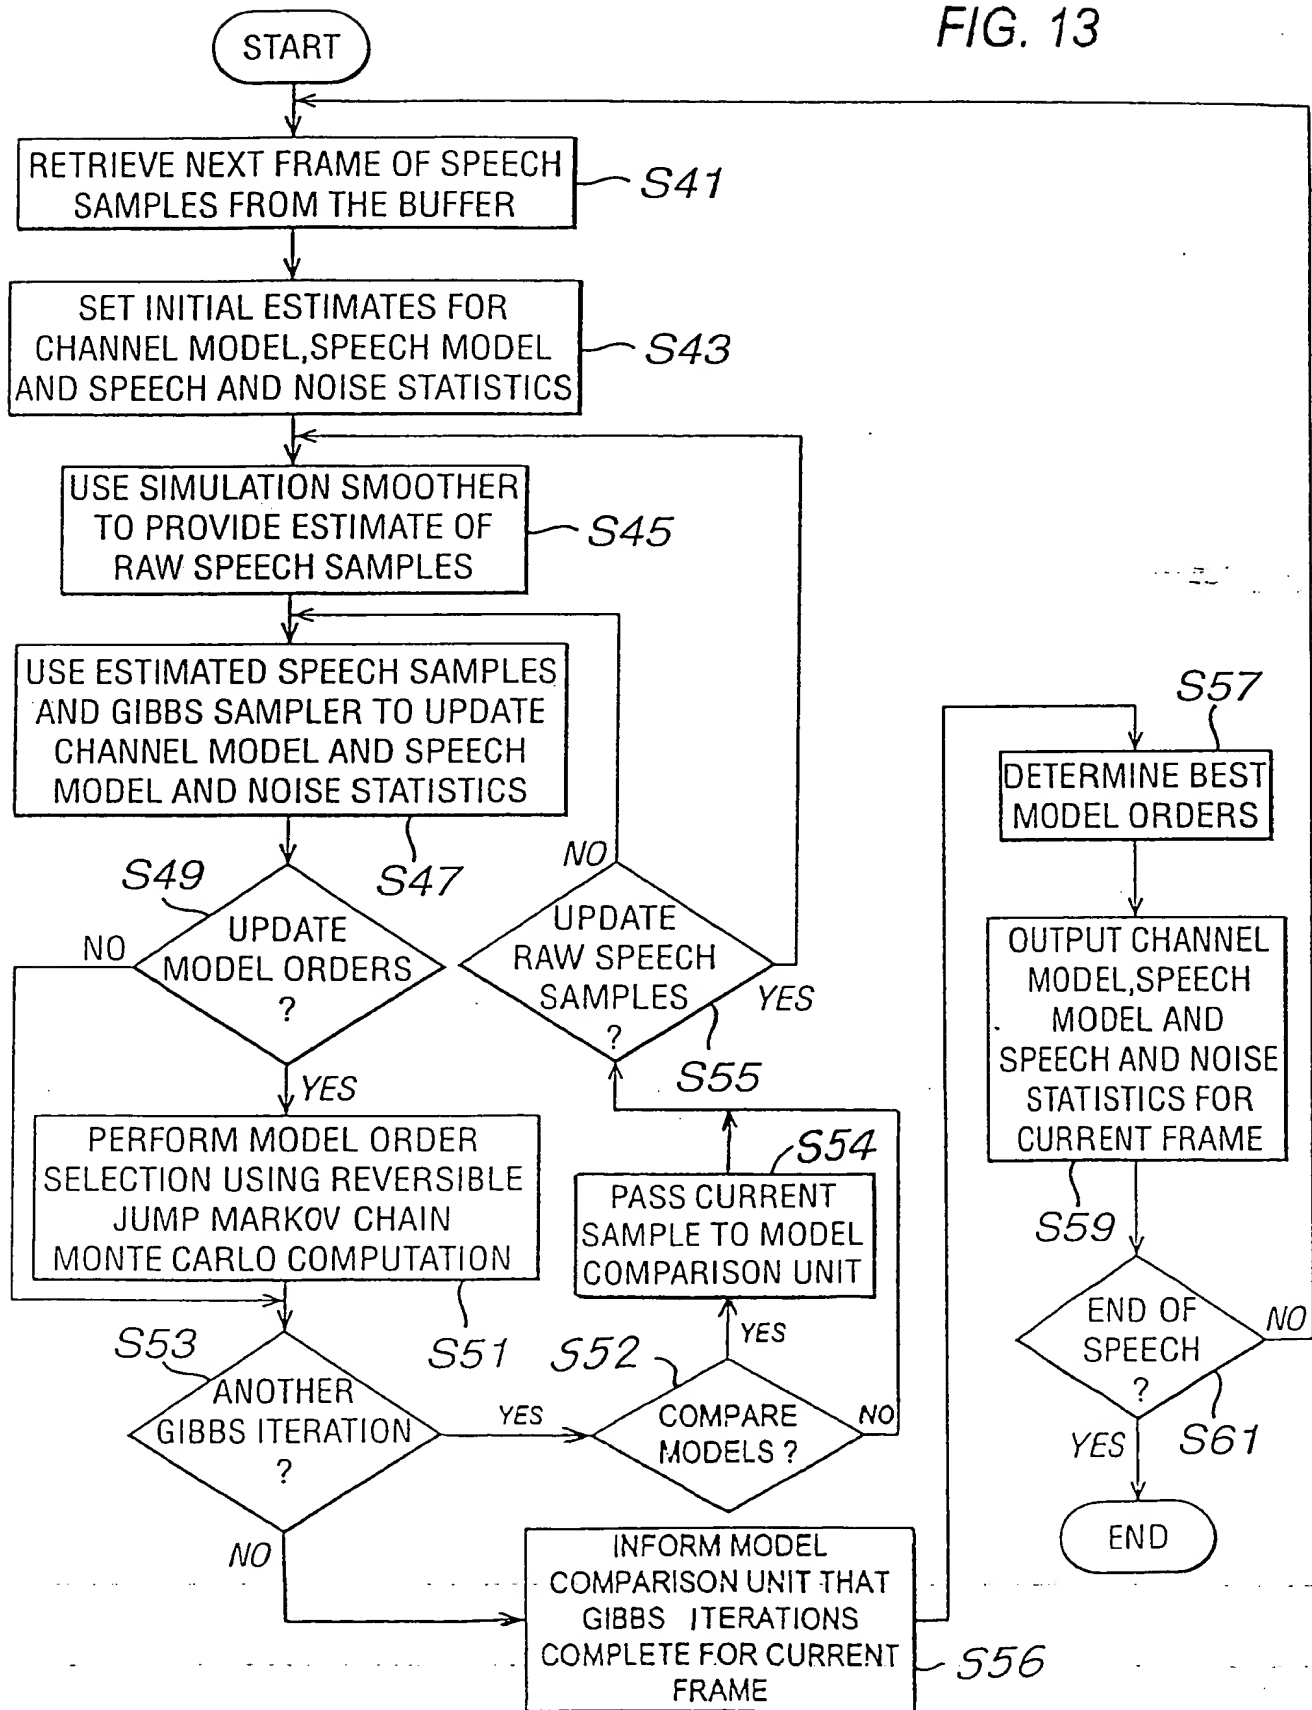 FIG. 13
START
RETRIEVE NEXT FRAME OF SPEECH
SAMPLES FROM THE BUFFER
S41
SET INITIAL ESTIMATES FOR
CHANNEL MODEL,SPEECH MODEL
AND SPEECH AND NOISE STATISTICS
S43
USE SIMULATION SMOOTHER
TO PROVIDE ESTIMATE OF
RAW SPEECH SAMPLES
S45
USE ESTIMATED SPEECH SAMPLES
AND GIBBS SAMPLER TO UPDATE
CHANNEL MODEL AND SPEECH
MODEL AND NOISE STATISTICS
S47
S49
UPDATE
MODEL ORDERS
?
NO
YES
PERFORM MODEL ORDER
SELECTION USING REVERSIBLE
JUMP MARKOV CHAIN
MONTE CARLO COMPUTATION
S51
S53
ANOTHER
GIBBS ITERATION
?
YES
NO
S52
COMPARE
MODELS ?
YES
NO
S54
PASS CURRENT
SAMPLE TO MODEL
COMPARISON UNIT
UPDATE
RAW SPEECH
SAMPLES
?
NO
YES
S55
INFORM MODEL
COMPARISON UNIT THAT
GIBBS ITERATIONS
COMPLETE FOR CURRENT
FRAME
S56
S57
DETERMINE BEST
MODEL ORDERS
OUTPUT CHANNEL
MODEL,SPEECH
MODEL AND
SPEECH AND NOISE
STATISTICS FOR
CURRENT FRAME
S59
END OF
SPEECH
?
NO
YES
S61
END